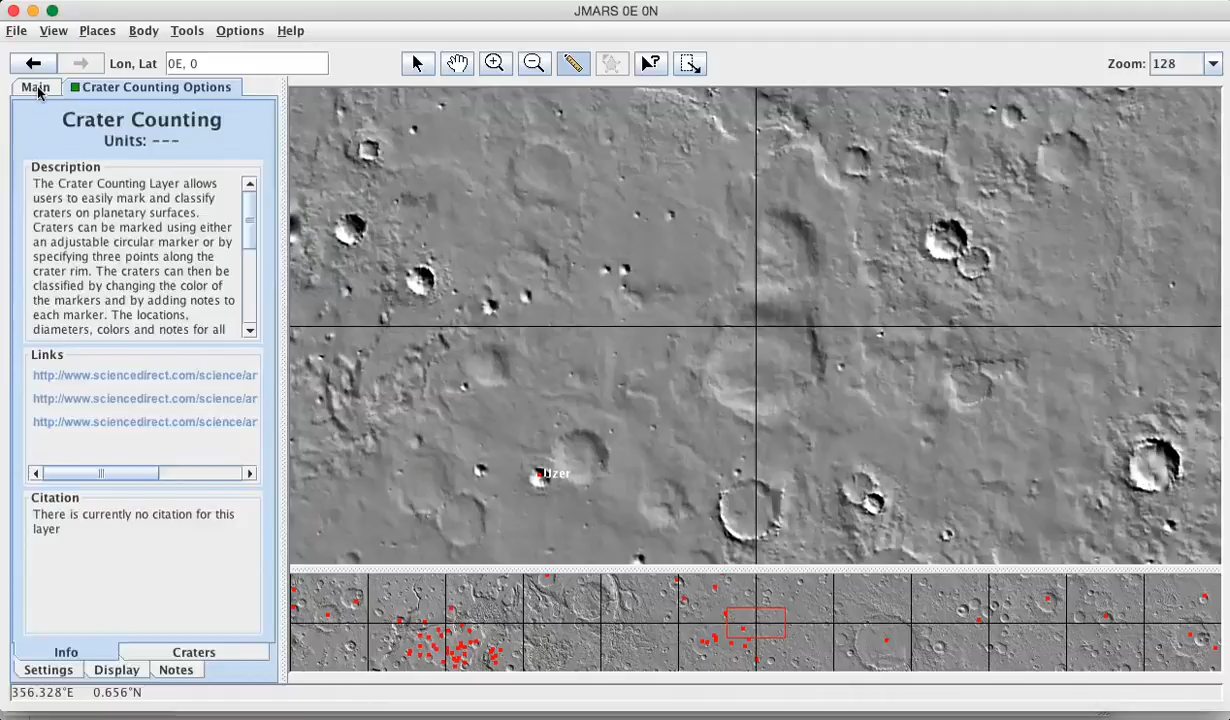 JMARS 0E 0N
File View Places Body Tools Options Help
Lon, Lat 0E, 0 Zoom: 128
Main Crater Counting Options
Crater Counting
Units: ---
Description
The Crater Counting Layer allows
users to easily mark and classify
craters on planetary surfaces.
Craters can be marked using either
an adjustable circular marker or by
specifying three points along the
crater rim. The craters can then be
classified by changing the color of
the markers and by adding notes to
each marker. The locations,
diameters, colors and notes for all
Links
http://www.sciencedirect.com/science/ar
http://www.sciencedirect.com/science/ar
http://www.sciencedirect.com/science/ar
Uzer
Citation
There is currently no citation for this
layer
Info Craters
Settings Display Notes
356.328°E 0.656°N